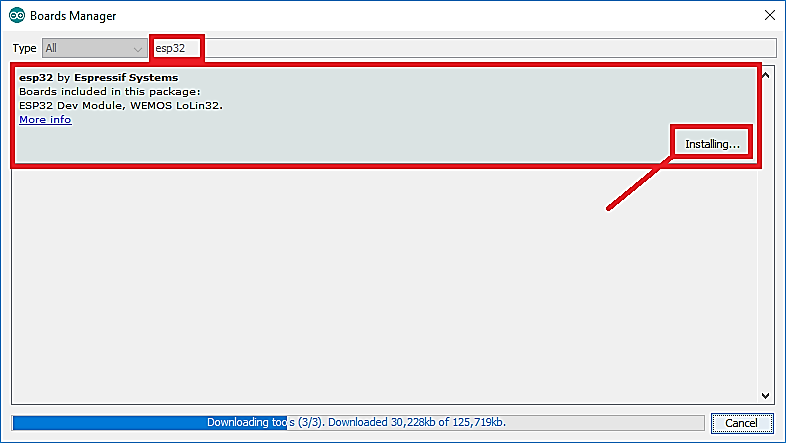 Boards Manager
Type All esp32
esp32 by Espressif Systems
Boards included in this package:
ESP32 Dev Module, WEMOS LoLin32.
More info
Installing...
Downloading tools (3/3). Downloaded 30,228kb of 125,719kb.
Cancel